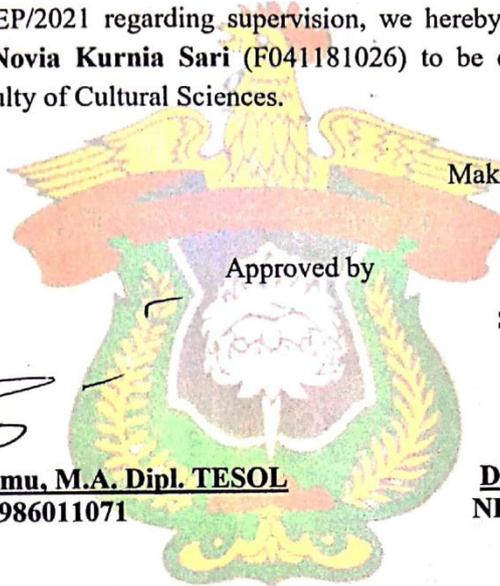 EP/2021 regarding supervision, we hereby
Novia Kurnia Sari (F041181026) to be
ulty of Cultural Sciences.
Mak
Approved by
mu, M.A. Dipl. TESOL
D
986011071
NI